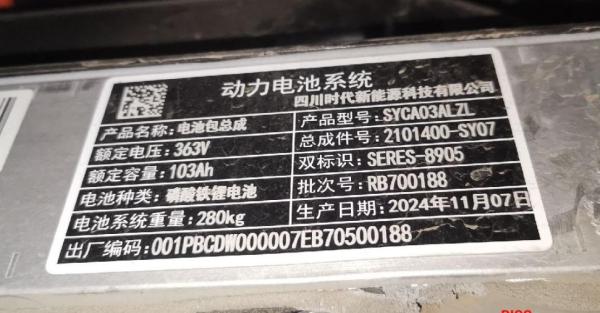 动力电池系统
四川时代新能源科技有限公司
产品名称: 电池包总成
产品型号: SYCA03ALZL
额定电压: 363V
总成件号: 2101400-SY07
额定容量: 103Ah
双标识: SERES-8905
电池种类: 磷酸铁锂电池
批次号: RB700188
电池系统重量: 280kg
生产日期: 2024年11月07日
出厂编码: 001PBCDW000007EB70500188